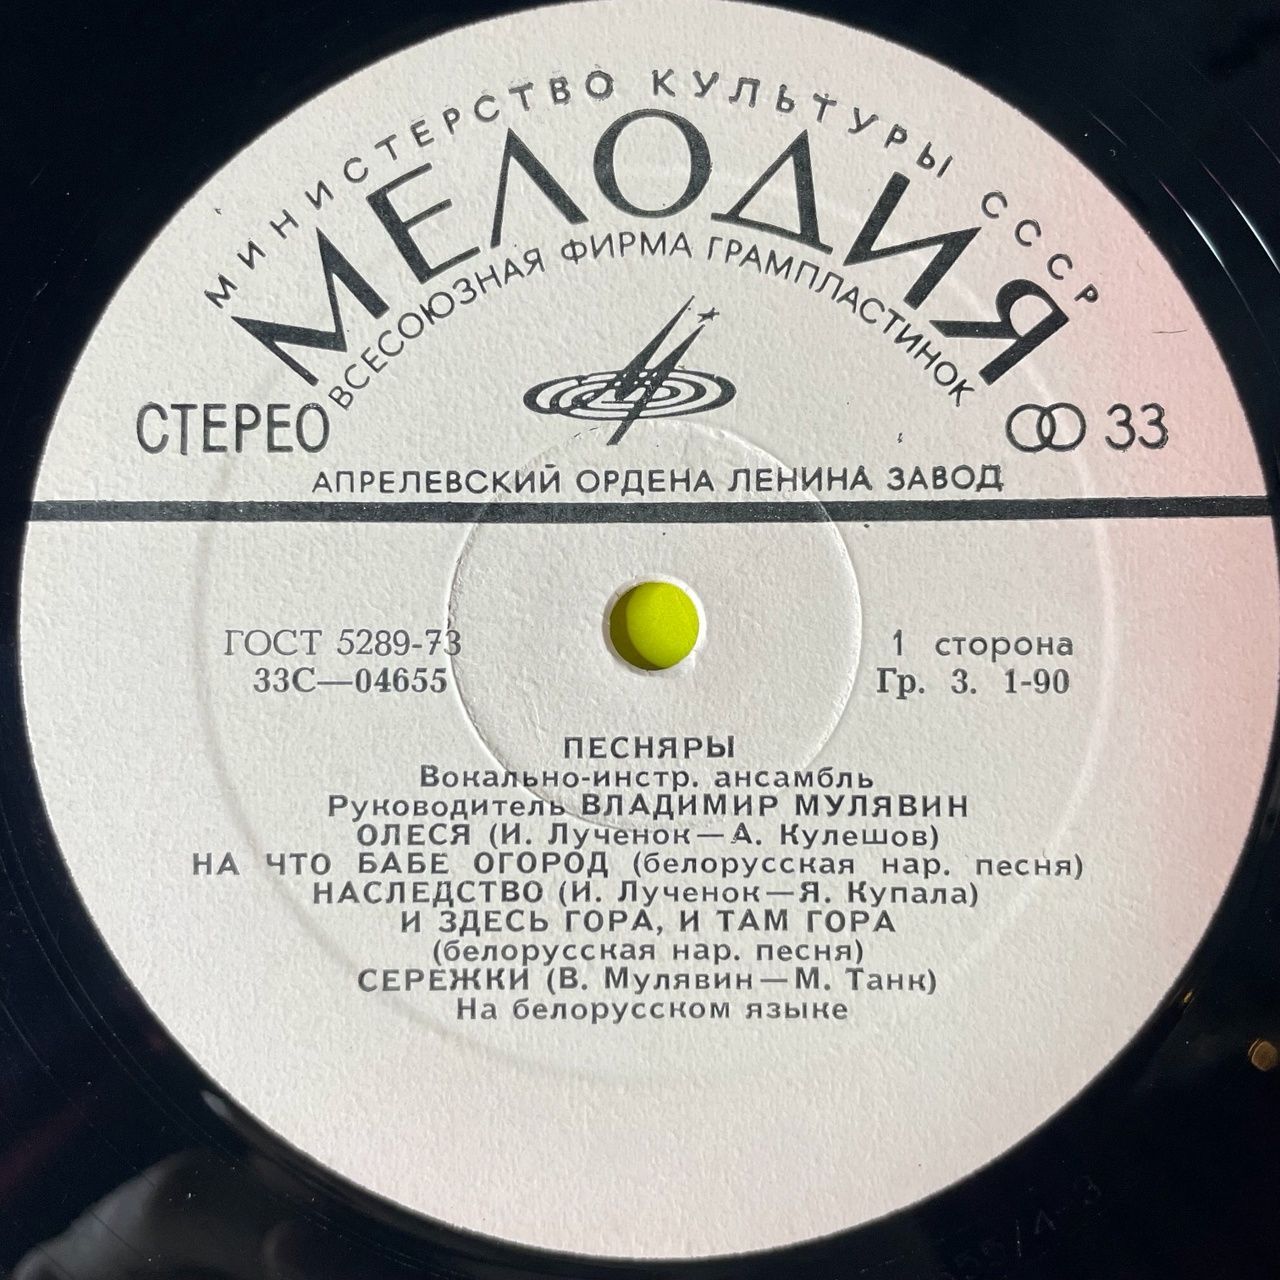 МИНИСТЕРСТВО КУЛЬТУРЫ СССР
МЕЛОДИЯ
ВСЕСОЮЗНАЯ ФИРМА ГРАМПЛАСТИНОК
СТЕРЕО 33
АПРЕЛЕВСКИЙ ОРДЕНА ЛЕНИНА ЗАВОД
ГОСТ 5289-73 1 сторона
33С—04655 Гр. 3. 1-90
ПЕСНЯРЫ
Вокально-инстр. ансамбль
Руководитель ВЛАДИМИР МУЛЯВИН
ОЛЕСЯ (И. Лученок—А. Кулешов)
НА ЧТО БАБЕ ОГОРОД (белорусская нар. песня)
НАСЛЕДСТВО (И. Лученок—Я. Купала)
И ЗДЕСЬ ГОРА, И ТАМ ГОРА
(белорусская нар. песня)
СЕРЕЖКИ (В. Мулявин—М. Танк)
На белорусском языке